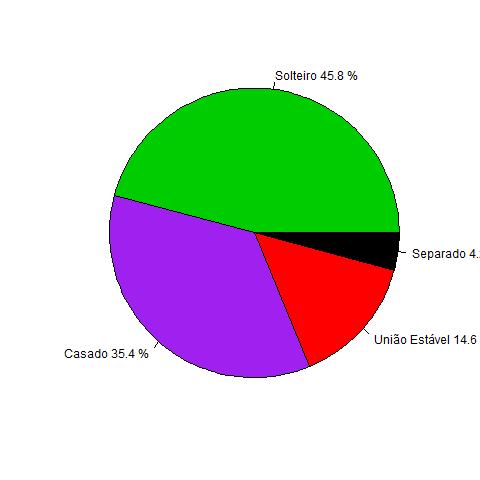 Solteiro 45.8 %
Separado 4.
União Estável 14.6
Casado 35.4 %